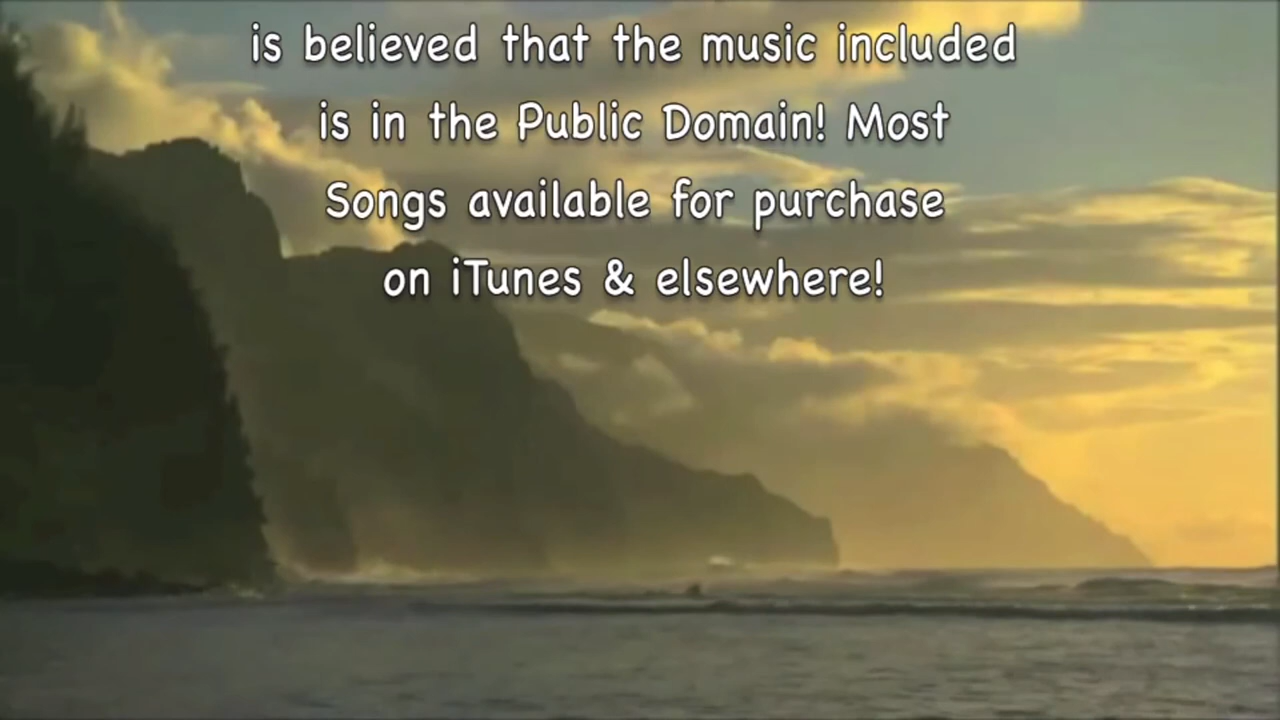 is believed that the music included
is in the Public Domain! Most
Songs available for purchase
on iTunes & elsewhere!